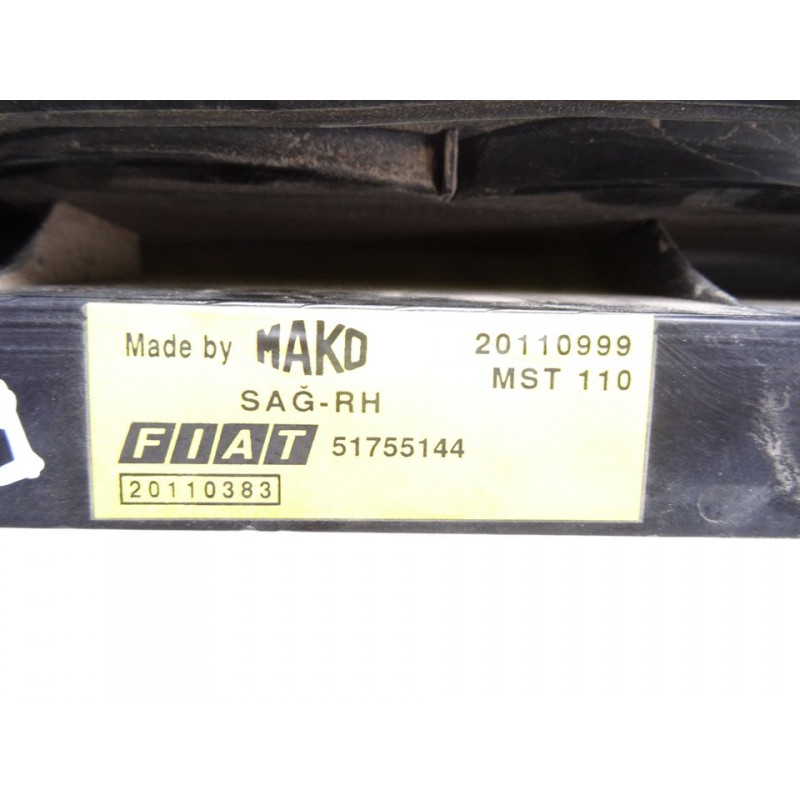 Made by MAKO 20110999
MST 110
SAĞ-RH
FIAT 51755144
20110383